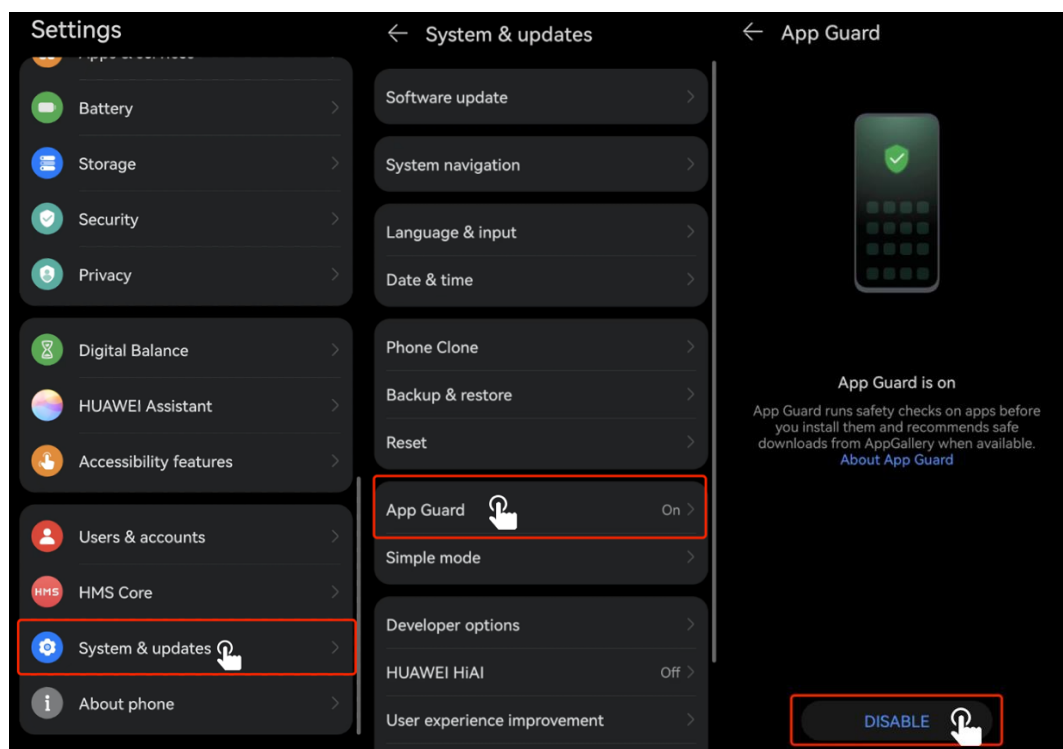 Settings
Apps & services
Battery
Storage
Security
Privacy
Digital Balance
HUAWEI Assistant
Accessibility features
Users & accounts
HMS
HMS Core
System & updates
About phone
System & updates
Software update
System navigation
Language & input
Date & time
Phone Clone
Backup & restore
Reset
App Guard On
Simple mode
Developer options
HUAWEI HiAI Off
User experience improvement
App Guard
App Guard is on
App Guard runs safety checks on apps before
you install them and recommends safe
downloads from AppGallery when available.
About App Guard
DISABLE